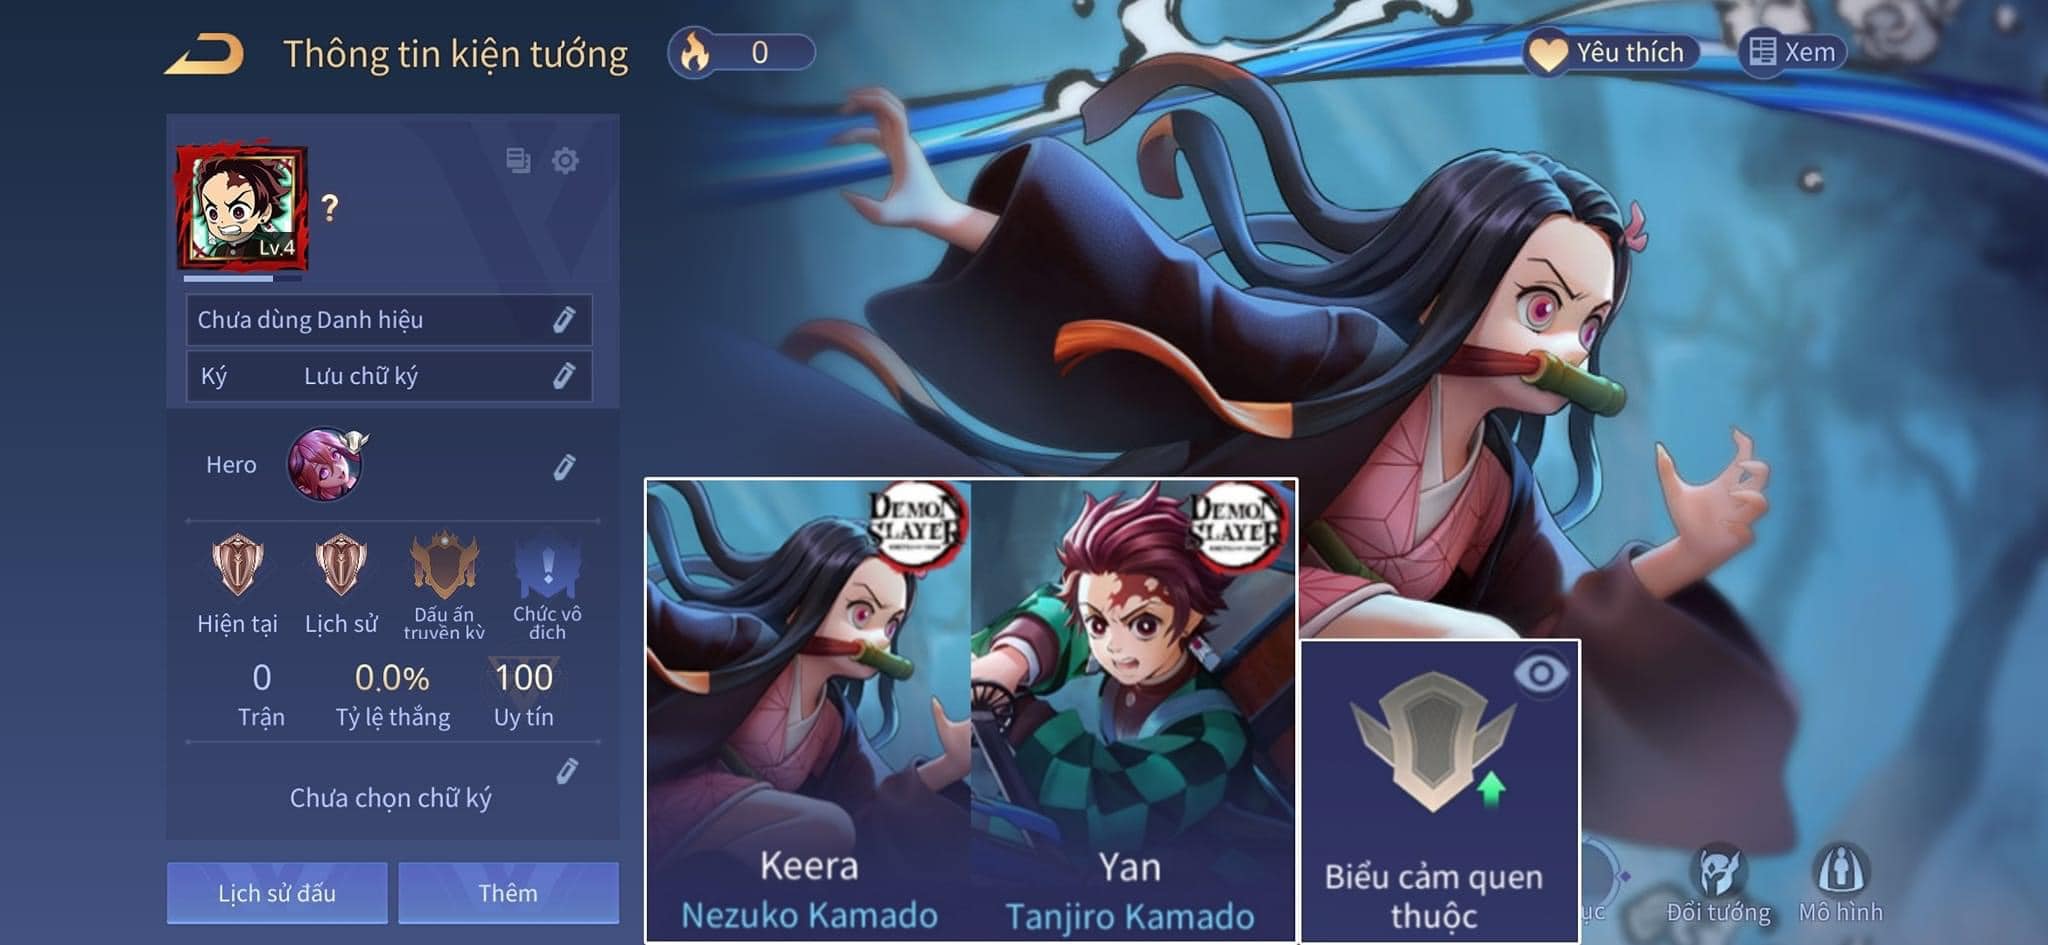 Thông tin kiện tướng
0
Yêu thích
Xem
Lv.4
?
Chưa dùng Danh hiệu
Ký
Lưu chữ ký
Hero
Hiện tại
Lịch sử
Dấu ấn
truyền kỳ
Chức vô
địch
0
0.0%
100
Trận
Tỷ lệ thắng
Uy tín
Chưa chọn chữ ký
Lịch sử đấu
Thêm
DEMON
SLAYER
Keera
Nezuko Kamado
DEMON
SLAYER
Yan
Tanjiro Kamado
Biểu cảm quen
thuộc
ục
Đổi tướng
Mô hình